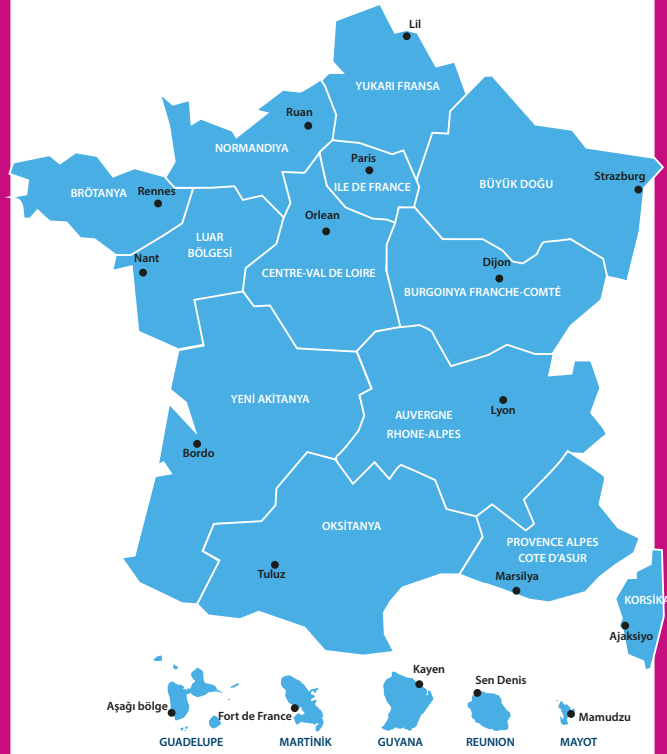 Lil
YUKARI FRANSA
Ruan
NORMANDIYA
Paris
ILE DE FRANCE
BÜYÜK DOĞU
Strazburg
BRÖTANYA
Rennes
Orlean
LUAR
BÖLGESİ
Nant
CENTRE-VAL DE LOIRE
Dijon
BURGOINYA FRANCHE-COMTÉ
YENİ AKİTANYA
Lyon
AUVERGNE
RHONE-ALPES
Bordo
OKSİTANYA
PROVENCE ALPES
COTE D'ASUR
Tuluz
Marsilya
KORSİKA
Ajaksiyo
Kayen
Sen Denis
Aşağı bölge
Fort de France
Mamudzu
GUADELUPE
MARTİNİK
GUYANA
REUNION
MAYOT